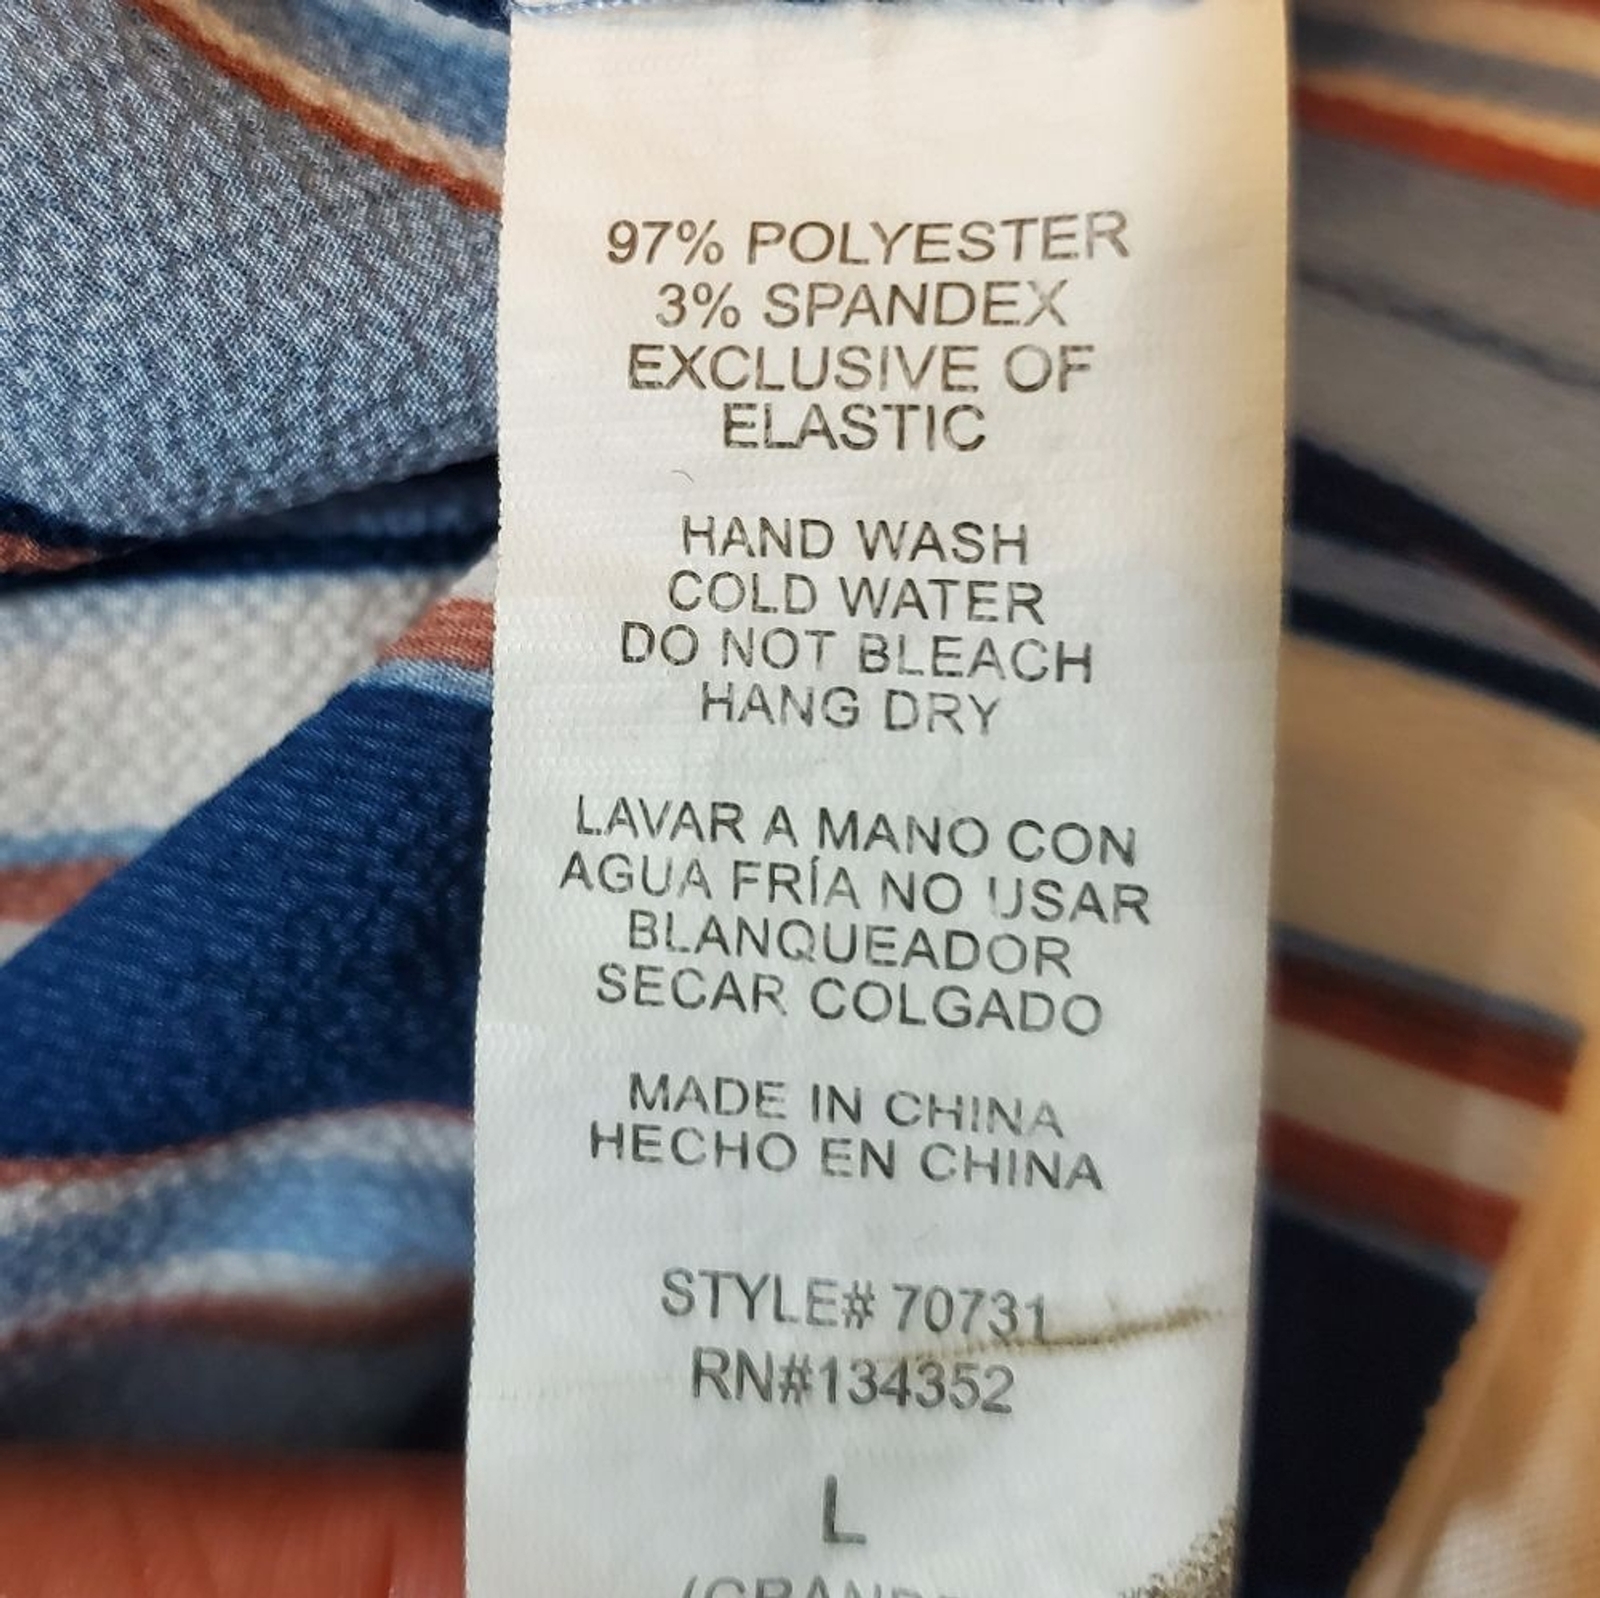 97% POLYESTER
3% SPANDEX
EXCLUSIVE OF
ELASTIC
HAND WASH
COLD WATER
DO NOT BLEACH
HANG DRY
LAVAR A MANO CON
AGUA FRÍA NO USAR
BLANQUEADOR
SECAR COLGADO
MADE IN CHINA
HECHO EN CHINA
STYLE# 70731
RN#134352
L